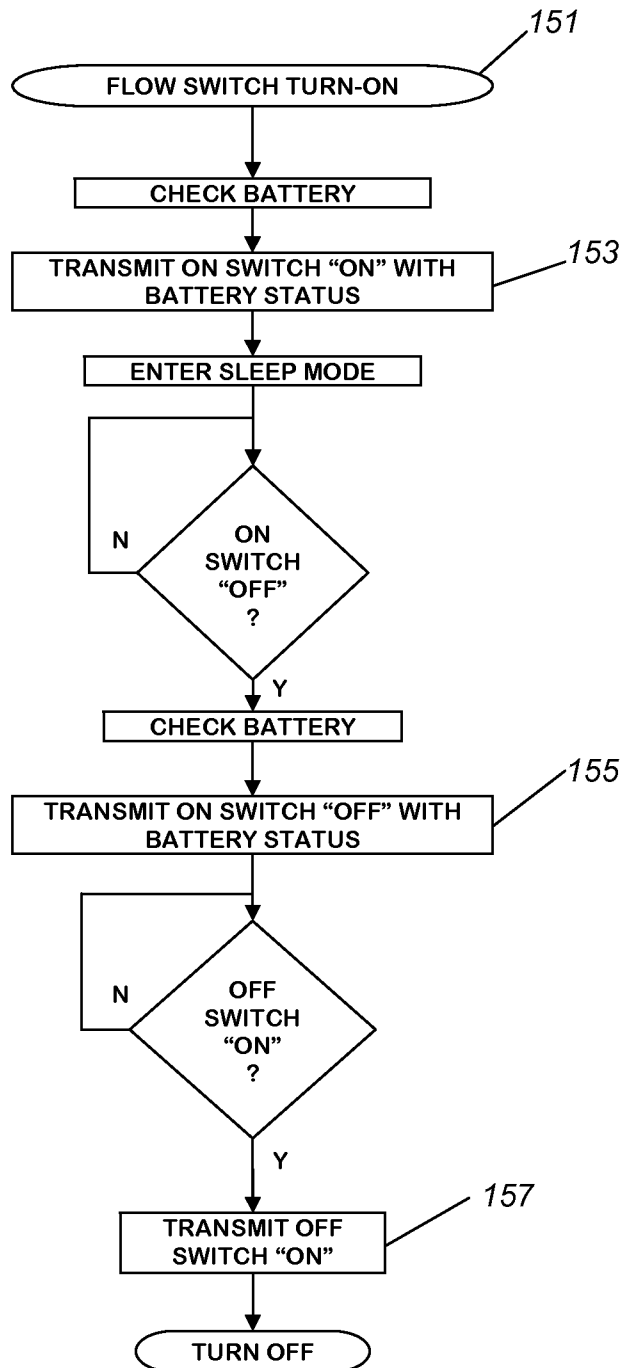 151
FLOW SWITCH TURN-ON
CHECK BATTERY
153
TRANSMIT ON SWITCH “ON” WITH
BATTERY STATUS
ENTER SLEEP MODE
ON
SWITCH
“OFF”
?
N
Y
CHECK BATTERY
155
TRANSMIT ON SWITCH “OFF” WITH
BATTERY STATUS
OFF
SWITCH
“ON”
?
N
Y
157
TRANSMIT OFF
SWITCH “ON”
TURN OFF